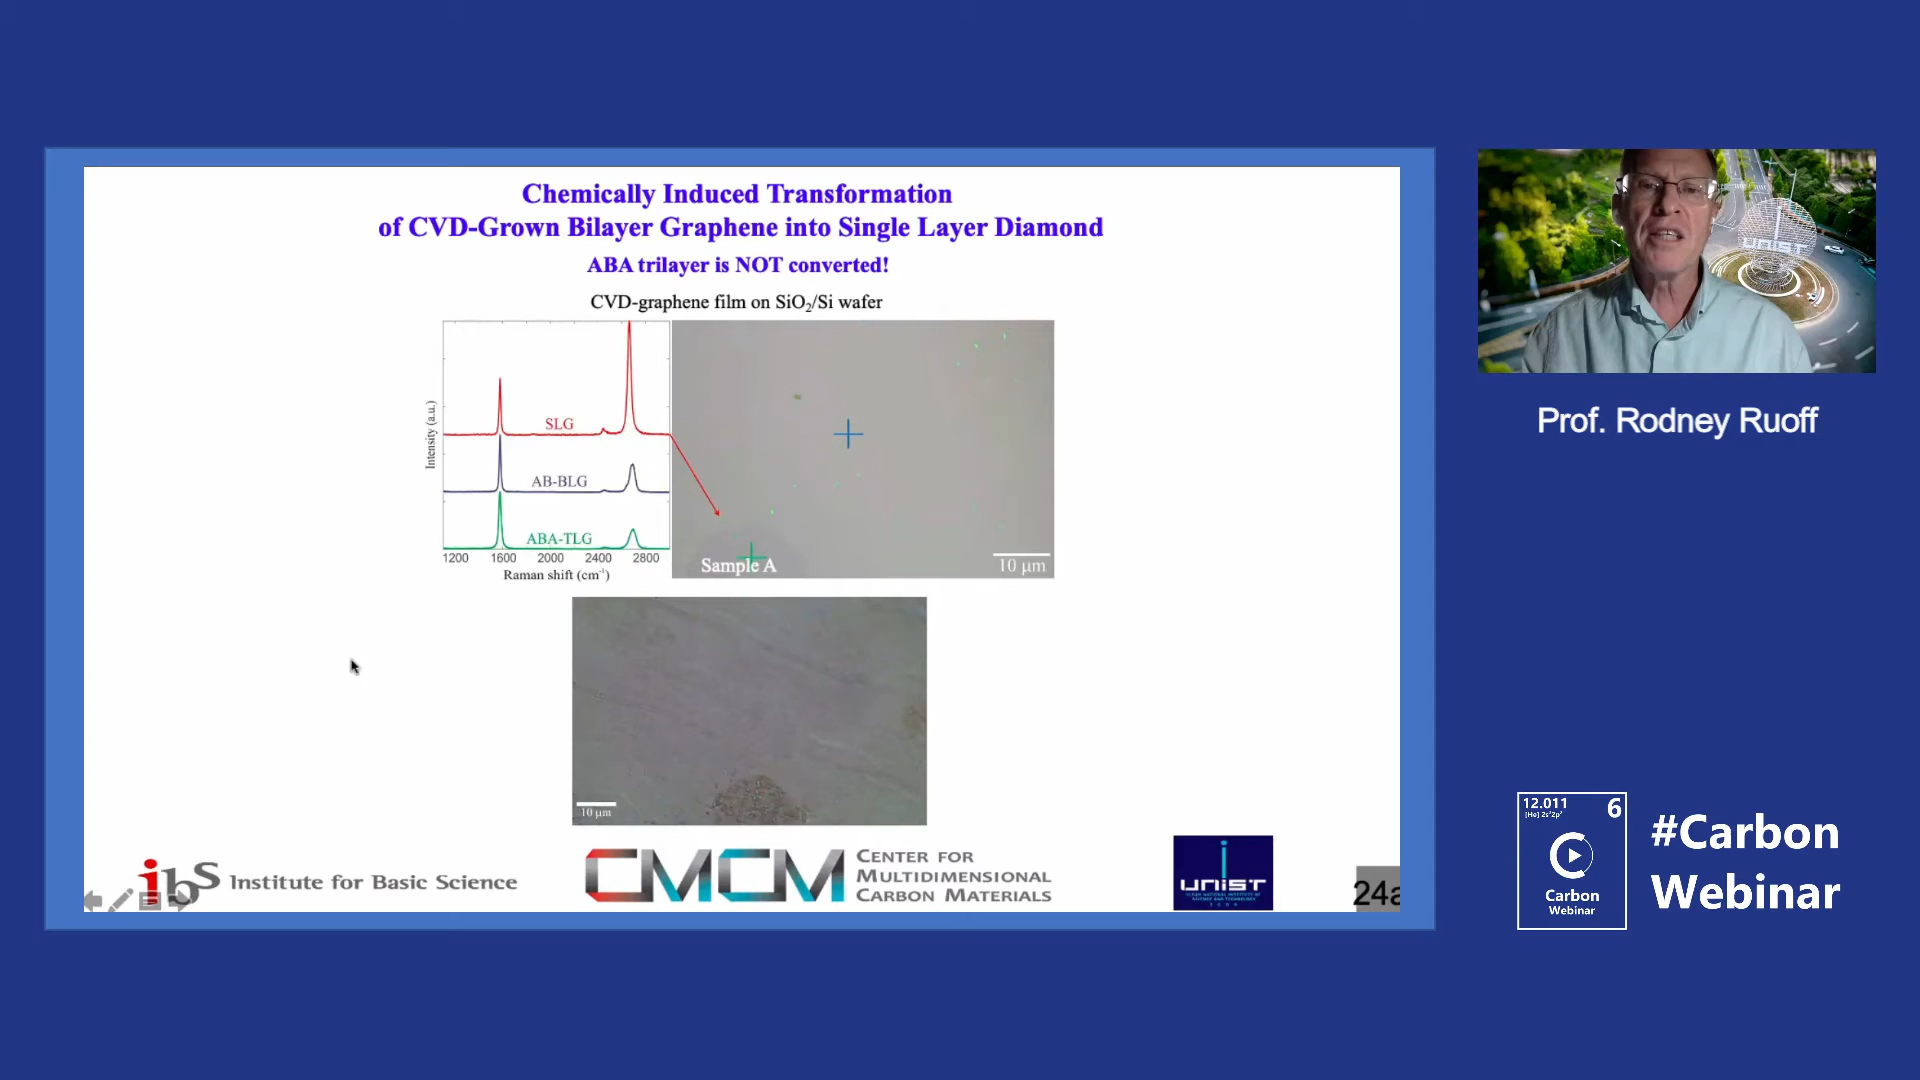 Chemically Induced Transformation
of CVD-Grown Bilayer Graphene into Single Layer Diamond
ABA trilayer is NOT converted!
CVD-graphene film on SiO₂/Si wafer
Intensity (a.u.)
SLG
AB-BLG
ABA-TLG
1200 1600 2000 2400 2800
Raman shift (cm⁻¹)
Sample A
10 μm
10 μm
ibs Institute for Basic Science
CMCM
CENTER FOR
MULTIDIMENSIONAL
CARBON MATERIALS
UNIST
24a
Prof. Rodney Ruoff
12.011 6
[He] 2s²2p²
Carbon
Webinar
#Carbon
Webinar